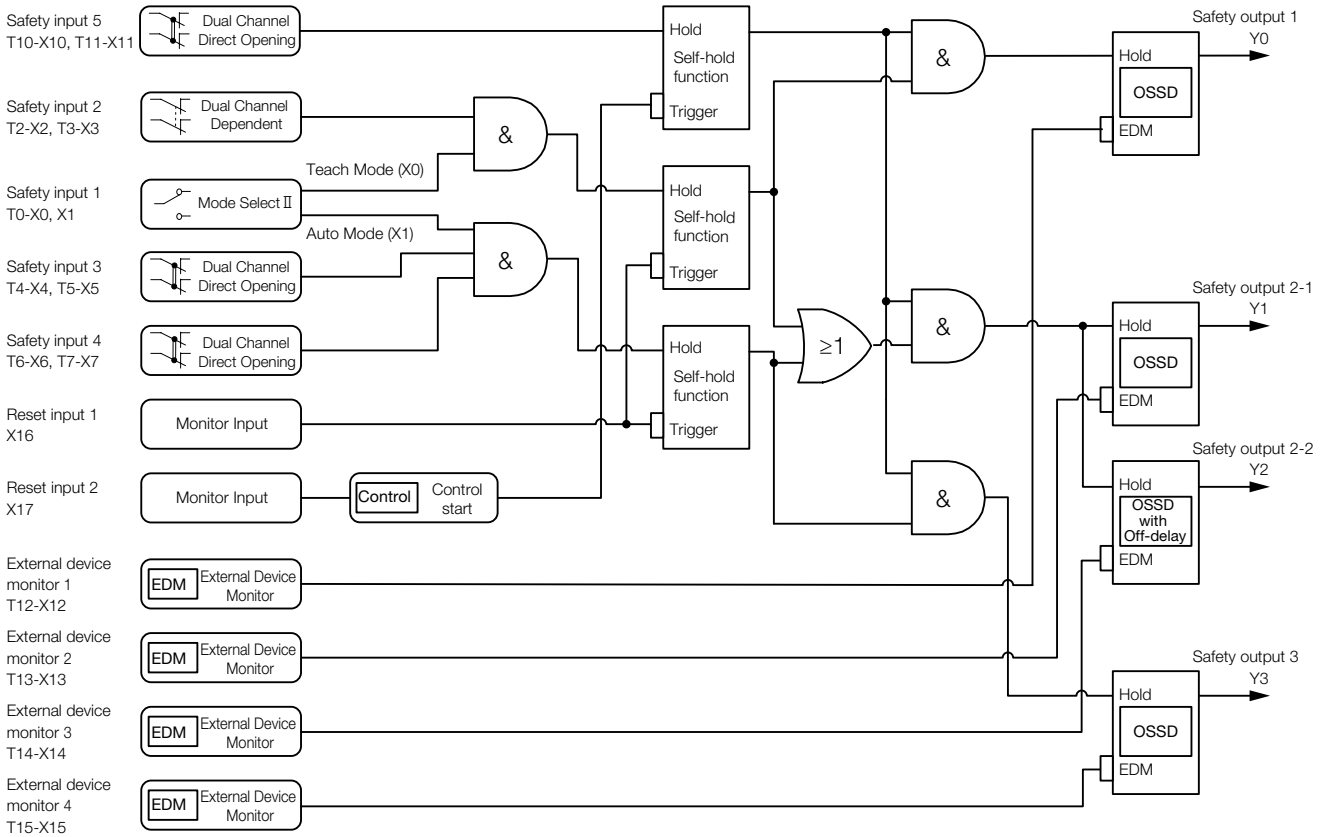 Safety input 5
T10-X10, T11-X11
Dual Channel
Direct Opening
Safety input 2
T2-X2, T3-X3
Dual Channel
Dependent
Safety input 1
T0-X0, X1
Mode Select Ⅱ
Teach Mode (X0)
Auto Mode (X1)
Safety input 3
T4-X4, T5-X5
Dual Channel
Direct Opening
Safety input 4
T6-X6, T7-X7
Dual Channel
Direct Opening
Reset input 1
X16
Monitor Input
Reset input 2
X17
Monitor Input
Control
Control
start
External device
monitor 1
T12-X12
EDM
External Device
Monitor
External device
monitor 2
T13-X13
EDM
External Device
Monitor
External device
monitor 3
T14-X14
EDM
External Device
Monitor
External device
monitor 4
T15-X15
EDM
External Device
Monitor
&
&
Hold
Self-hold
function
Trigger
Hold
Self-hold
function
Trigger
Hold
Self-hold
function
Trigger
≥1
&
&
&
Safety output 1
Y0
Hold
OSSD
EDM
Safety output 2-1
Y1
Hold
OSSD
EDM
Safety output 2-2
Y2
Hold
OSSD
with
Off-delay
EDM
Safety output 3
Y3
Hold
OSSD
EDM